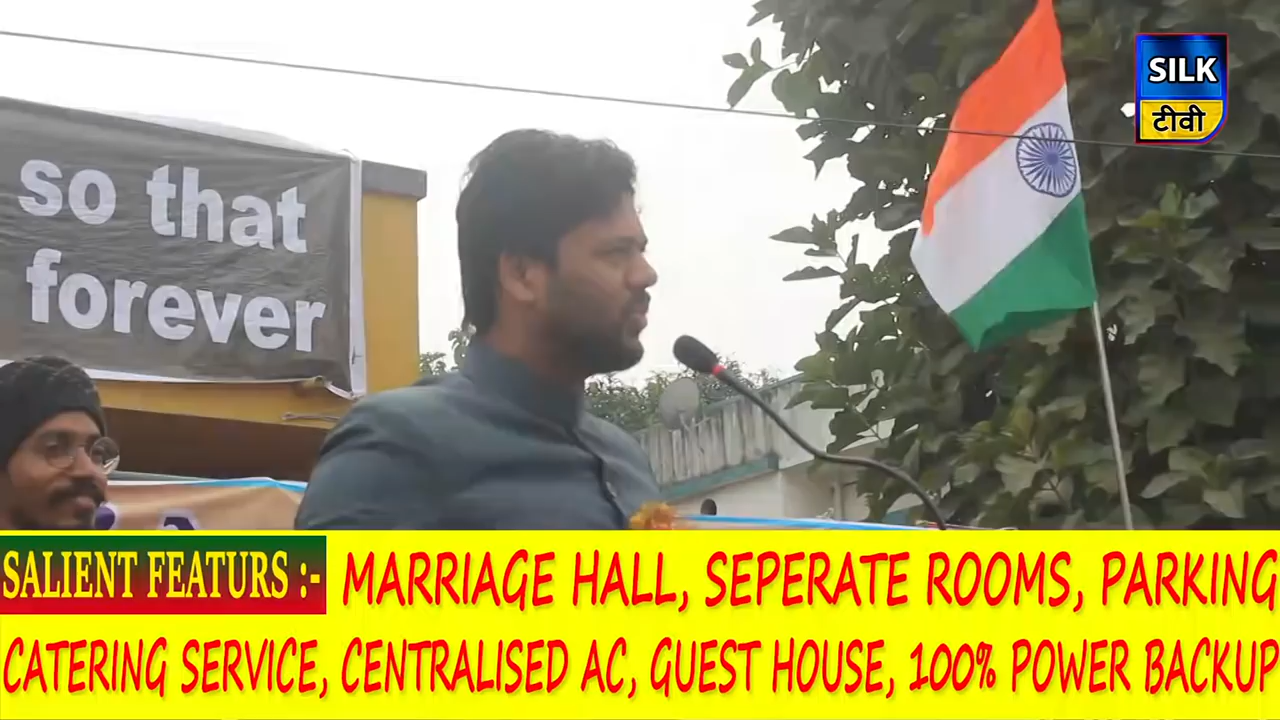 so that
forever
SILK
टीवी
SALIENT FEATURS :-
MARRIAGE HALL, SEPERATE ROOMS, PARKING
CATERING SERVICE, CENTRALISED AC, GUEST HOUSE, 100% POWER BACKUP